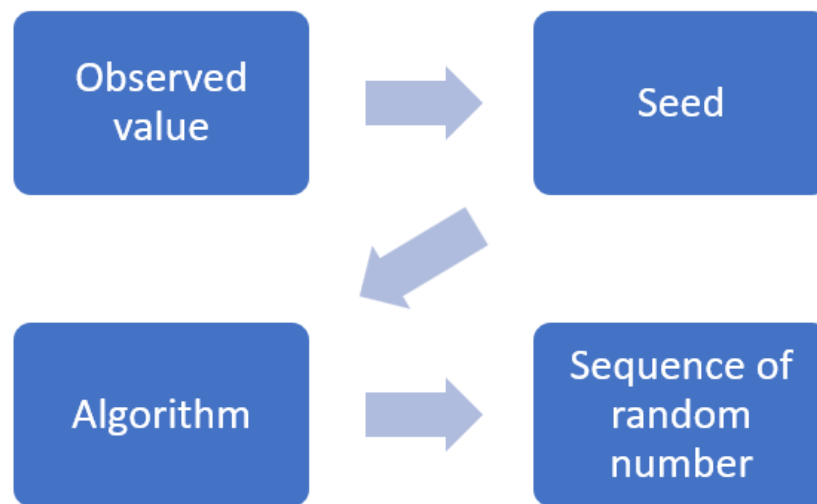 Observed
value
Seed
Algorithm
Sequence of
random
number